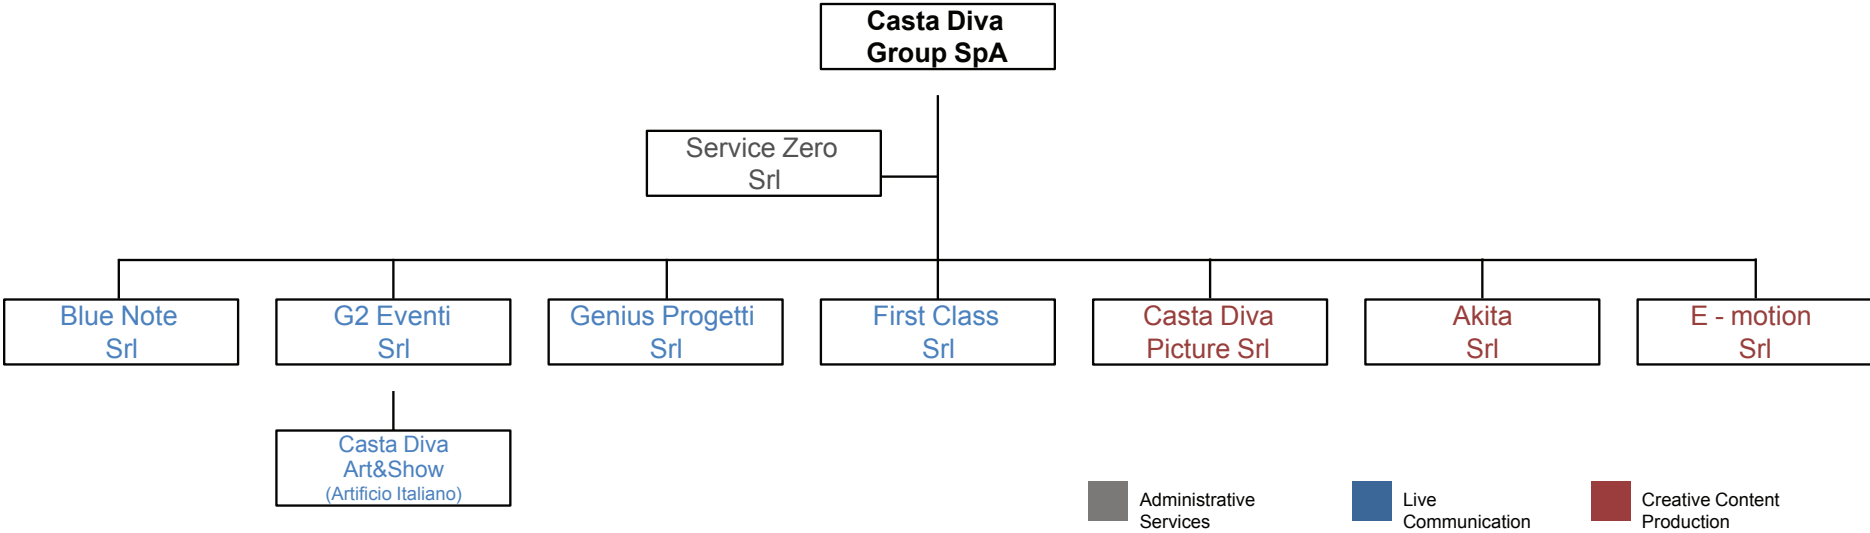 Casta Diva
Group SpA
Service Zero
Srl
Blue Note
Srl
G2 Eventi
Srl
Genius Progetti
Srl
First Class
Srl
Casta Diva
Picture Srl
Akita
Srl
E - motion
Srl
Casta Diva
Art&Show
(Artificio Italiano)
Administrative
Services
Live
Communication
Creative Content
Production